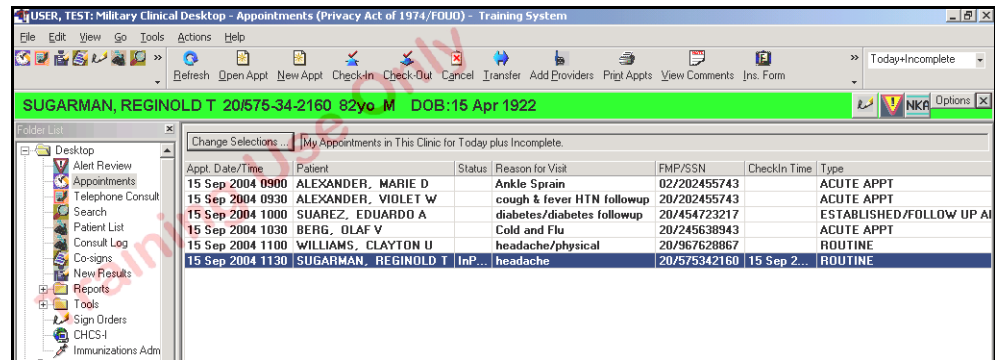 USER, TEST: Military Clinical Desktop - Appointments (Privacy Act of 1974/FOUO) - Training System
File Edit View Go Tools Actions Help
Refresh Open Appt New Appt Check-In Check-Out Cancel Transfer Add Providers Print Appts View Comments Ins. Form » Today+Incomplete
SUGARMAN, REGINOLD T 20/575-34-2160 82yo M DOB:15 Apr 1922 NKA Options
Folder List
Desktop
Alert Review
Appointments
Telephone Consult
Search
Patient List
Consult Log
Co-signs
New Results
Reports
Tools
Sign Orders
CHCS-I
Immunizations Adm
Change Selections ... My Appointments in This Clinic for Today plus Incomplete.
Appt. Date/Time Patient Status Reason for Visit FMP/SSN CheckIn Time Type
15 Sep 2004 0900 ALEXANDER, MARIE D Ankle Sprain 02/202455743 ACUTE APPT
15 Sep 2004 0930 ALEXANDER, VIOLET W cough & fever HTN followup 20/202455743 ACUTE APPT
15 Sep 2004 1000 SUAREZ, EDUARDO A diabetes/diabetes followup 20/454723217 ESTABLISHED/FOLLOW UP AI
15 Sep 2004 1030 BERG, OLAF V Cold and Flu 20/245638943 ACUTE APPT
15 Sep 2004 1100 WILLIAMS, CLAYTON U headache/physical 20/967628867 ROUTINE
15 Sep 2004 1130 SUGARMAN, REGINOLD T InP... headache 20/575342160 15 Sep 2... ROUTINE
*Training Use Only